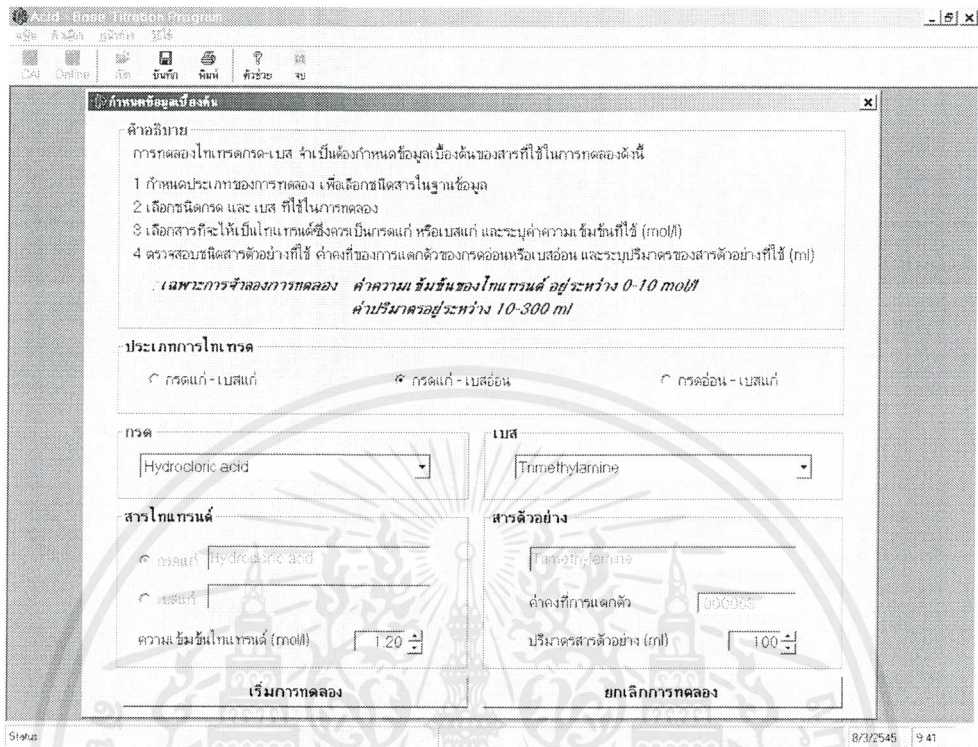 Acid - Base Titration Program
แฟ้ม
วิธีใช้
CAI Online เปิด บันทึก พิมพ์ ตัวช่วย จบ
กำหนดข้อมูลเบื้องต้น
คำอธิบาย
การทดลองไทเทรตกรด-เบส จำเป็นต้องกำหนดข้อมูลเบื้องต้นของสารที่ใช้ในการทดลองดังนี้
1 กำหนดประเภทของการทดลอง เพื่อเลือกชนิดสารในฐานข้อมูล
2 เลือกชนิดกรด และ เบส ที่ใช้ในการทดลอง
3 เลือกสารที่จะให้เป็นไทแทรนต์ซึ่งควรเป็นกรดแก่ หรือเบสแก่ และระบุค่าความเข้มข้นที่ใช้ (mol/l)
4 ตรวจสอบชนิดสารตัวอย่างที่ใช้ ค่าคงที่ของการแตกตัวของกรดอ่อนหรือเบสอ่อน และระบุปริมาตรของสารตัวอย่างที่ใช้ (ml)
เฉพาะการจำลองการทดลอง ค่าความเข้มข้นของไทแทรนต์ อยู่ระหว่าง 0-10 mol/l
ค่าปริมาตรอยู่ระหว่าง 10-300 ml
ประเภทการไทเทรต
กรดแก่ - เบสแก่ กรดแก่ - เบสอ่อน กรดอ่อน - เบสแก่
กรด เบส
Hydrocloric acid Trimethylamine
สารไทแทรนต์ สารตัวอย่าง
กรดแก่ Hydrocloric acid Trimethylamine
เบสแก่ ค่าคงที่การแตกตัว
ความเข้มข้นไทแทรนต์ (mol/l) 1.20 ปริมาตรสารตัวอย่าง (ml) 100
เริ่มการทดลอง ยกเลิกการทดลอง
Status 8/3/2545 9:41